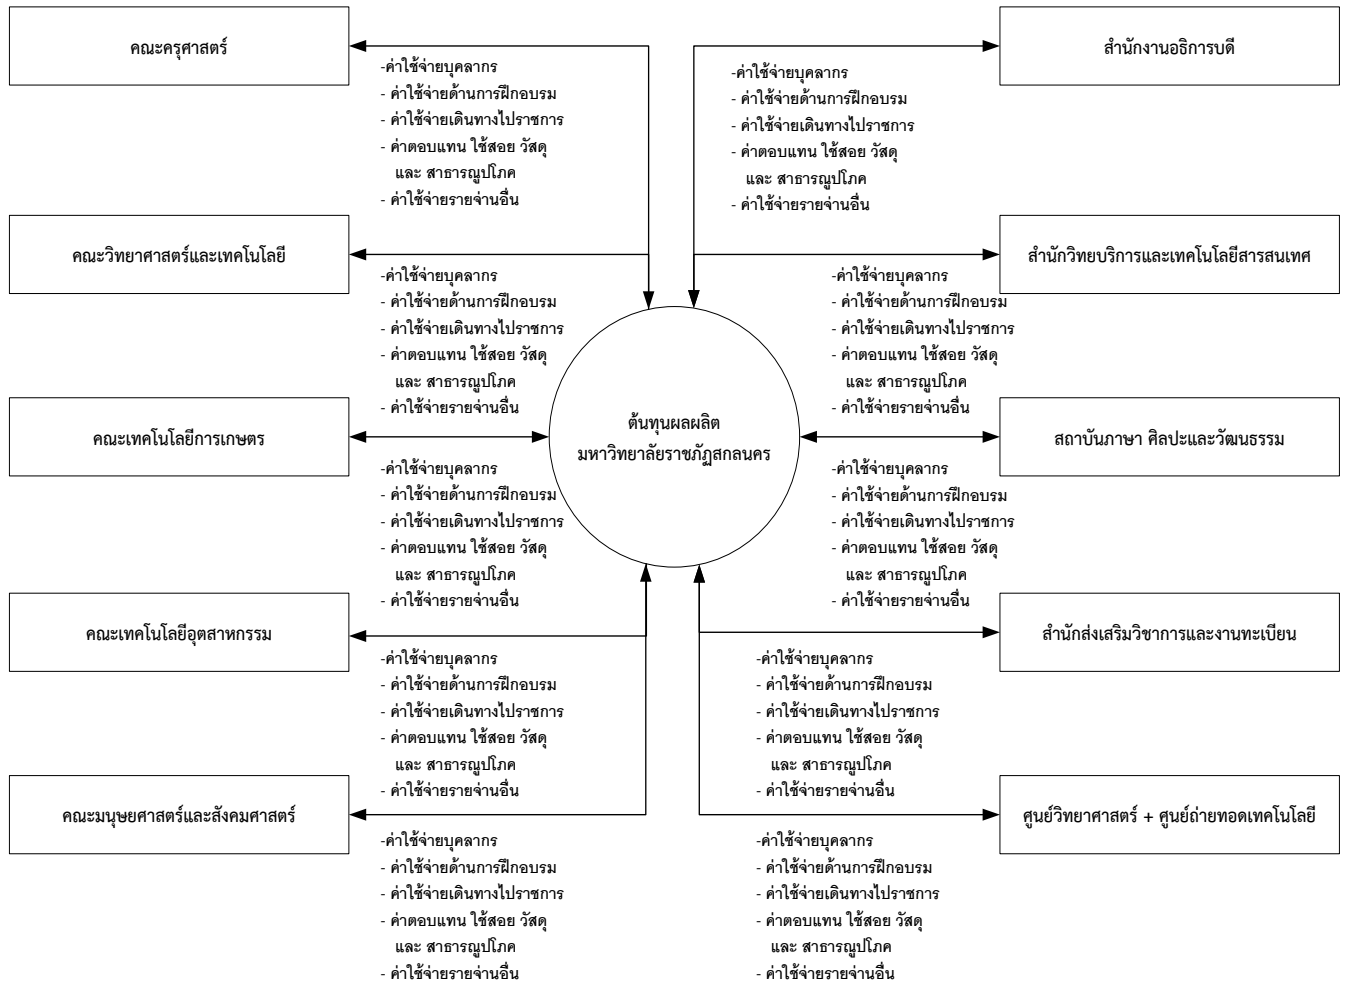 คณะครุศาสตร์
-ค่าใช้จ่ายบุคลากร
- ค่าใช้จ่ายด้านการฝึกอบรม
- ค่าใช้จ่ายเดินทางไปราชการ
- ค่าตอบแทน ใช้สอย วัสดุ
และ สาธารณูปโภค
- ค่าใช้จ่ายรายจ่านอื่น
สำนักงานอธิการบดี
-ค่าใช้จ่ายบุคลากร
- ค่าใช้จ่ายด้านการฝึกอบรม
- ค่าใช้จ่ายเดินทางไปราชการ
- ค่าตอบแทน ใช้สอย วัสดุ
และ สาธารณูปโภค
- ค่าใช้จ่ายรายจ่านอื่น
คณะวิทยาศาสตร์และเทคโนโลยี
-ค่าใช้จ่ายบุคลากร
- ค่าใช้จ่ายด้านการฝึกอบรม
- ค่าใช้จ่ายเดินทางไปราชการ
- ค่าตอบแทน ใช้สอย วัสดุ
และ สาธารณูปโภค
- ค่าใช้จ่ายรายจ่านอื่น
สำนักวิทยบริการและเทคโนโลยีสารสนเทศ
-ค่าใช้จ่ายบุคลากร
- ค่าใช้จ่ายด้านการฝึกอบรม
- ค่าใช้จ่ายเดินทางไปราชการ
- ค่าตอบแทน ใช้สอย วัสดุ
และ สาธารณูปโภค
- ค่าใช้จ่ายรายจ่านอื่น
ต้นทุนผลผลิต
มหาวิทยาลัยราชภัฏสกลนคร
คณะเทคโนโลยีการเกษตร
-ค่าใช้จ่ายบุคลากร
- ค่าใช้จ่ายด้านการฝึกอบรม
- ค่าใช้จ่ายเดินทางไปราชการ
- ค่าตอบแทน ใช้สอย วัสดุ
และ สาธารณูปโภค
- ค่าใช้จ่ายรายจ่านอื่น
สถาบันภาษา ศิลปะและวัฒนธรรม
-ค่าใช้จ่ายบุคลากร
- ค่าใช้จ่ายด้านการฝึกอบรม
- ค่าใช้จ่ายเดินทางไปราชการ
- ค่าตอบแทน ใช้สอย วัสดุ
และ สาธารณูปโภค
- ค่าใช้จ่ายรายจ่านอื่น
คณะเทคโนโลยีอุตสาหกรรม
-ค่าใช้จ่ายบุคลากร
- ค่าใช้จ่ายด้านการฝึกอบรม
- ค่าใช้จ่ายเดินทางไปราชการ
- ค่าตอบแทน ใช้สอย วัสดุ
และ สาธารณูปโภค
- ค่าใช้จ่ายรายจ่านอื่น
สำนักส่งเสริมวิชาการและงานทะเบียน
-ค่าใช้จ่ายบุคลากร
- ค่าใช้จ่ายด้านการฝึกอบรม
- ค่าใช้จ่ายเดินทางไปราชการ
- ค่าตอบแทน ใช้สอย วัสดุ
และ สาธารณูปโภค
- ค่าใช้จ่ายรายจ่านอื่น
คณะมนุษยศาสตร์และสังคมศาสตร์
-ค่าใช้จ่ายบุคลากร
- ค่าใช้จ่ายด้านการฝึกอบรม
- ค่าใช้จ่ายเดินทางไปราชการ
- ค่าตอบแทน ใช้สอย วัสดุ
และ สาธารณูปโภค
- ค่าใช้จ่ายรายจ่านอื่น
ศูนย์วิทยาศาสตร์ + ศูนย์ถ่ายทอดเทคโนโลยี
-ค่าใช้จ่ายบุคลากร
- ค่าใช้จ่ายด้านการฝึกอบรม
- ค่าใช้จ่ายเดินทางไปราชการ
- ค่าตอบแทน ใช้สอย วัสดุ
และ สาธารณูปโภค
- ค่าใช้จ่ายรายจ่านอื่น